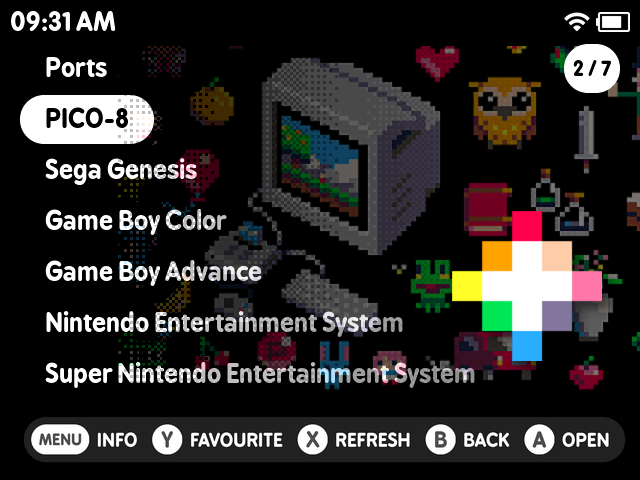 09:31 AM
Ports
2 / 7
PICO-8
Sega Genesis
Game Boy Color
Game Boy Advance
Nintendo Entertainment System
Super Nintendo Entertainment System
MENU INFO Y FAVOURITE X REFRESH B BACK A OPEN